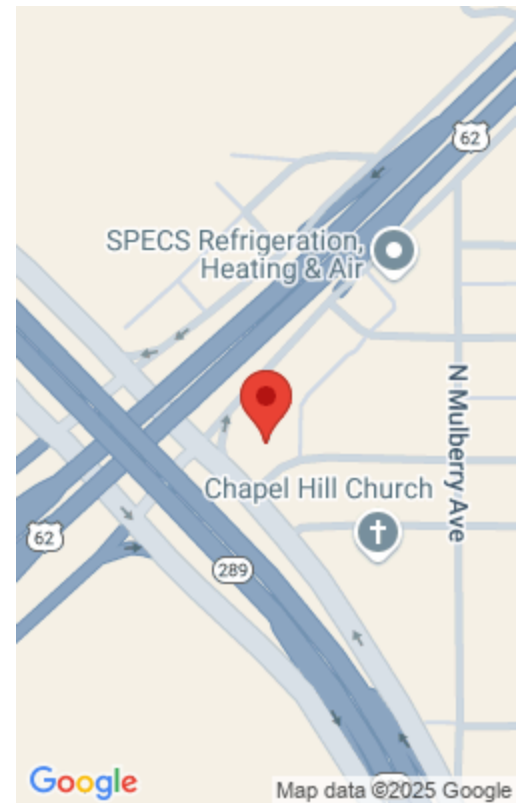 62
SPECS Refrigeration,
Heating & Air
N Mulberry Ave
Chapel Hill Church
62
289
Google
Map data ©2025 Google